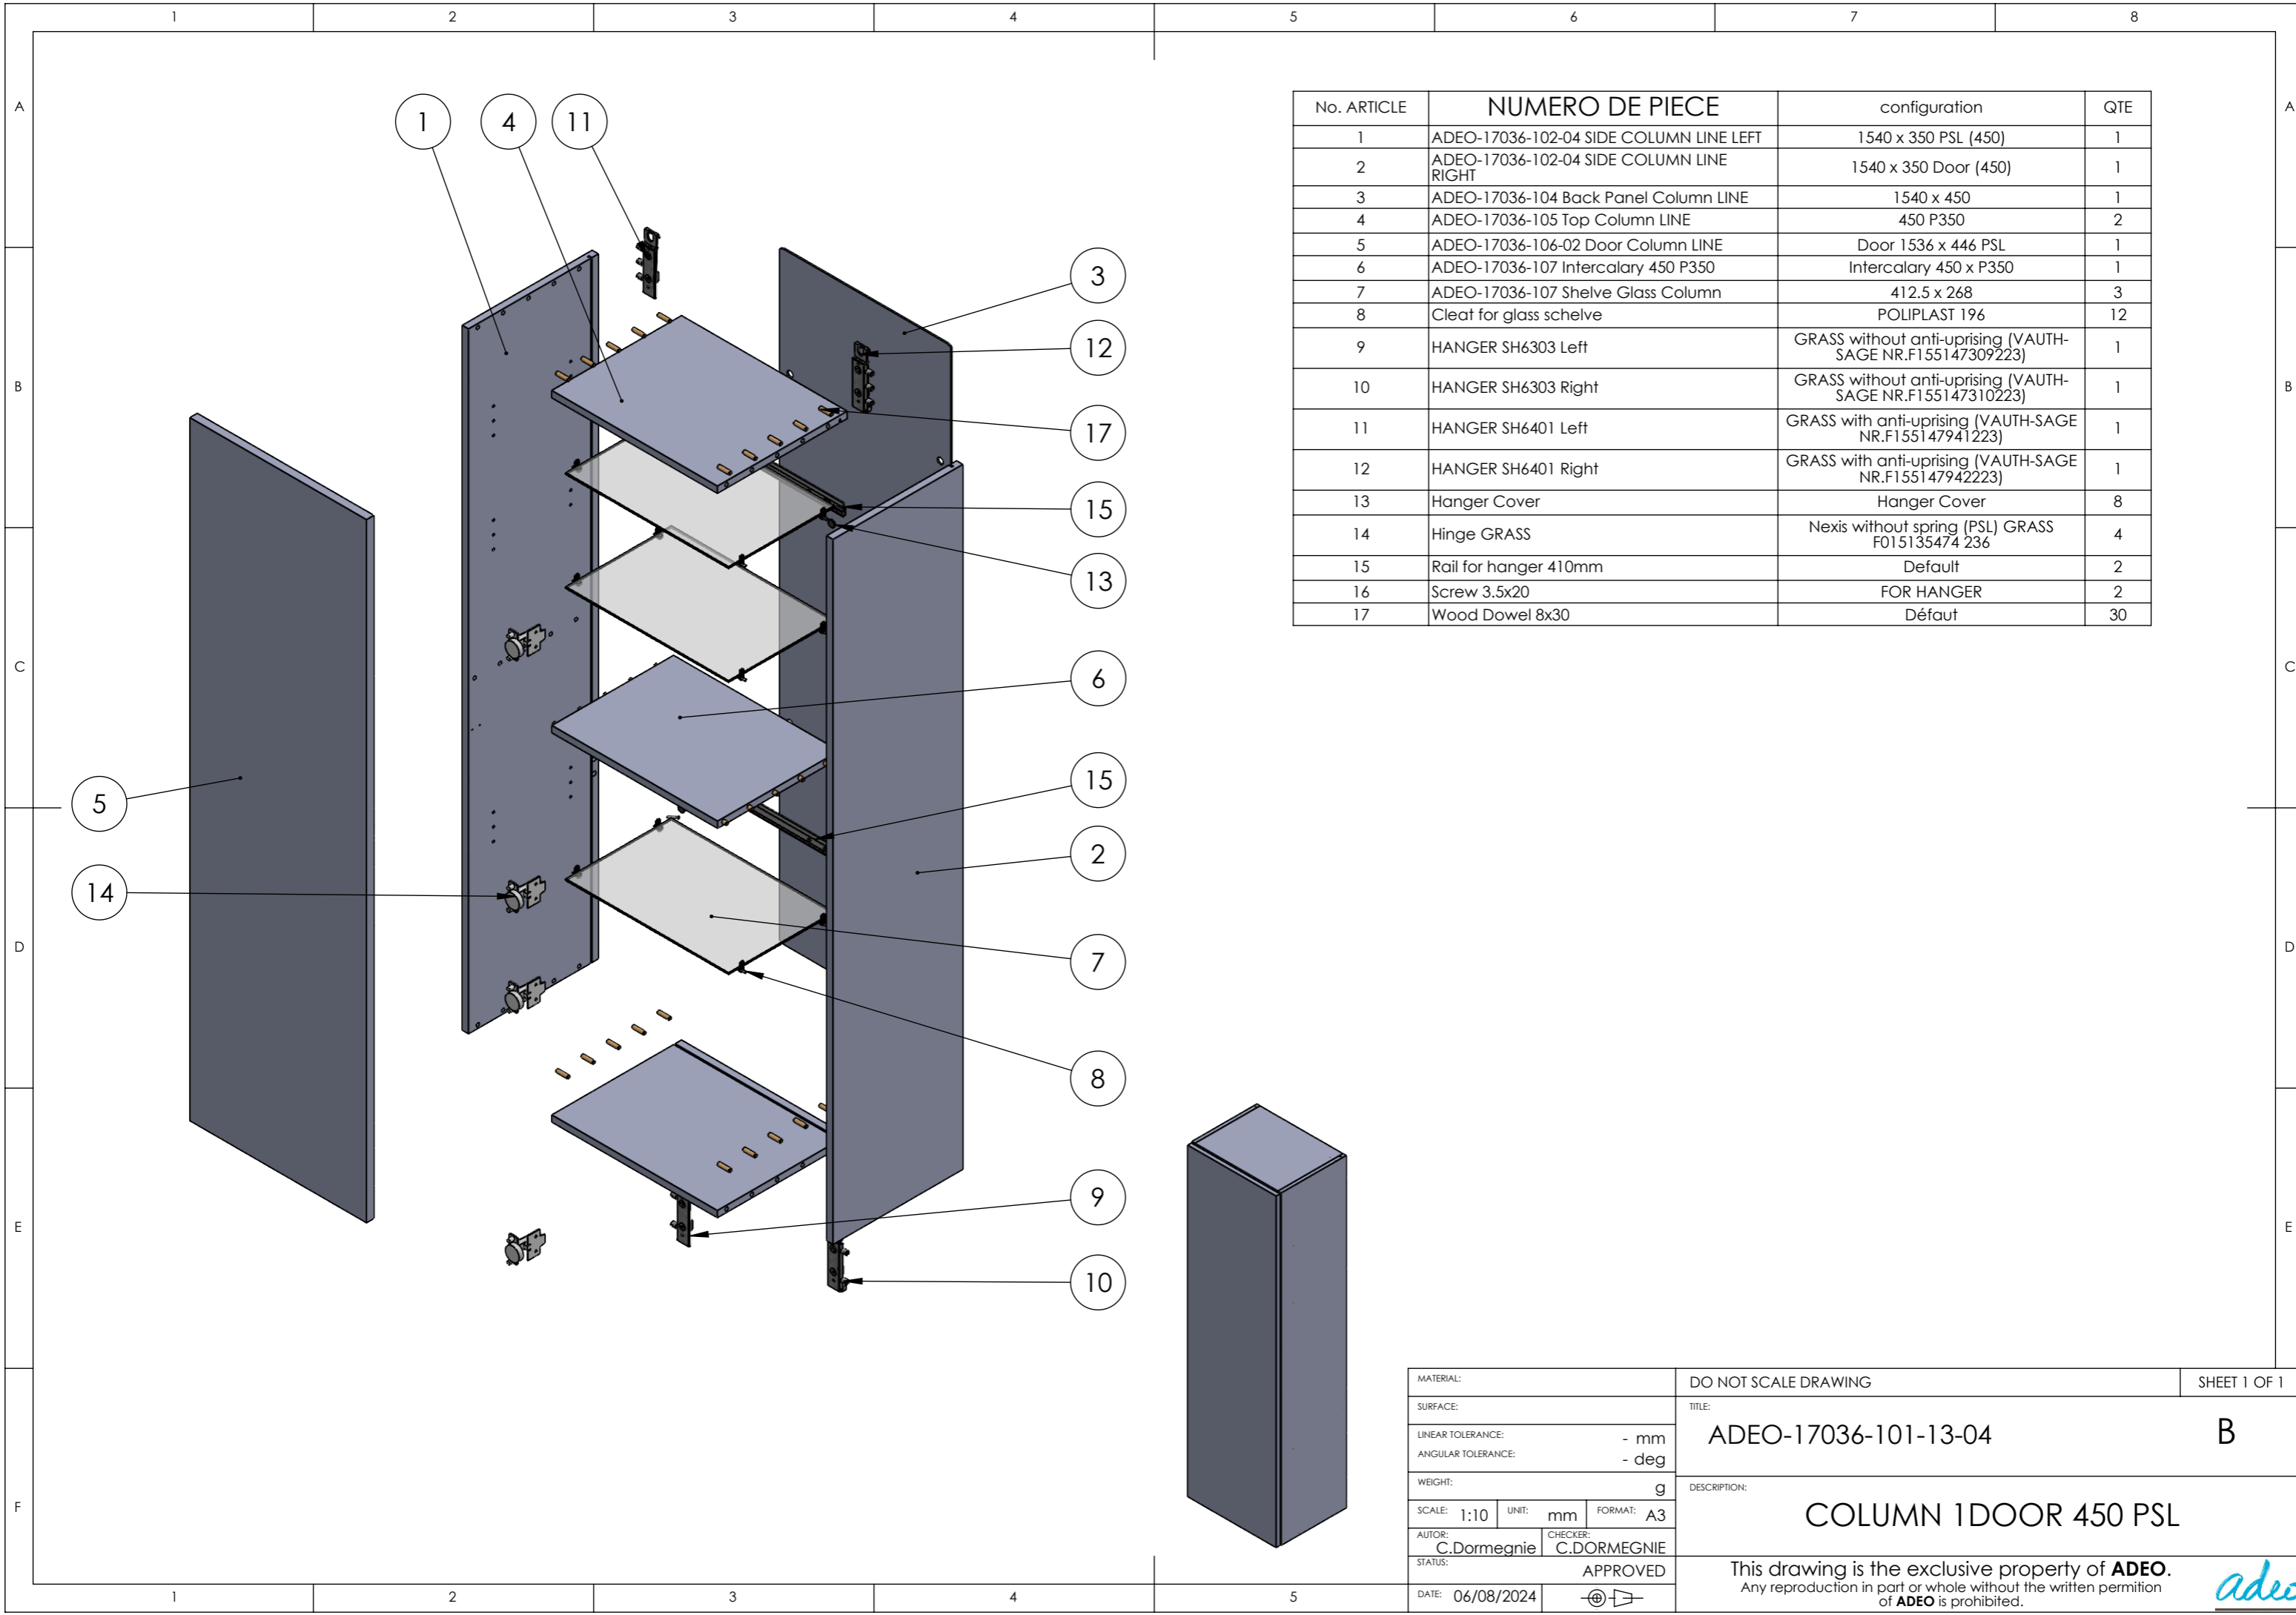 1 2 3 4 5 6 7 8
A A
B B
C C
D D
E E
F
1 4 11
3
12
17
15
13
6
15
5
2
14
7
8
9
10
No. ARTICLE NUMERO DE PIECE configuration QTE
1 ADEO-17036-102-04 SIDE COLUMN LINE LEFT 1540 x 350 PSL (450) 1
2 ADEO-17036-102-04 SIDE COLUMN LINE
RIGHT 1540 x 350 Door (450) 1
3 ADEO-17036-104 Back Panel Column LINE 1540 x 450 1
4 ADEO-17036-105 Top Column LINE 450 P350 2
5 ADEO-17036-106-02 Door Column LINE Door 1536 x 446 PSL 1
6 ADEO-17036-107 Intercalary 450 P350 Intercalary 450 x P350 1
7 ADEO-17036-107 Shelve Glass Column 412.5 x 268 3
8 Cleat for glass schelve POLIPLAST 196 12
9 HANGER SH6303 Left GRASS without anti-uprising (VAUTH-
SAGE NR.F155147309223) 1
10 HANGER SH6303 Right GRASS without anti-uprising (VAUTH-
SAGE NR.F155147310223) 1
11 HANGER SH6401 Left GRASS with anti-uprising (VAUTH-SAGE
NR.F155147941223) 1
12 HANGER SH6401 Right GRASS with anti-uprising (VAUTH-SAGE
NR.F155147942223) 1
13 Hanger Cover Hanger Cover 8
14 Hinge GRASS Nexis without spring (PSL) GRASS
F015135474 236 4
15 Rail for hanger 410mm Default 2
16 Screw 3.5x20 FOR HANGER 2
17 Wood Dowel 8x30 Défaut 30
MATERIAL:
SURFACE:
LINEAR TOLERANCE: - mm
ANGULAR TOLERANCE: - deg
WEIGHT: g
SCALE: 1:10 UNIT: mm FORMAT: A3
AUTOR: C.Dormegnie CHECKER: C.DORMEGNIE
STATUS: APPROVED
DATE: 06/08/2024
DO NOT SCALE DRAWING SHEET 1 OF 1
TITLE:
ADEO-17036-101-13-04 B
DESCRIPTION:
COLUMN 1DOOR 450 PSL
This drawing is the exclusive property of ADEO.
Any reproduction in part or whole without the written permition
of ADEO is prohibited.
adeo
1 2 3 4 5